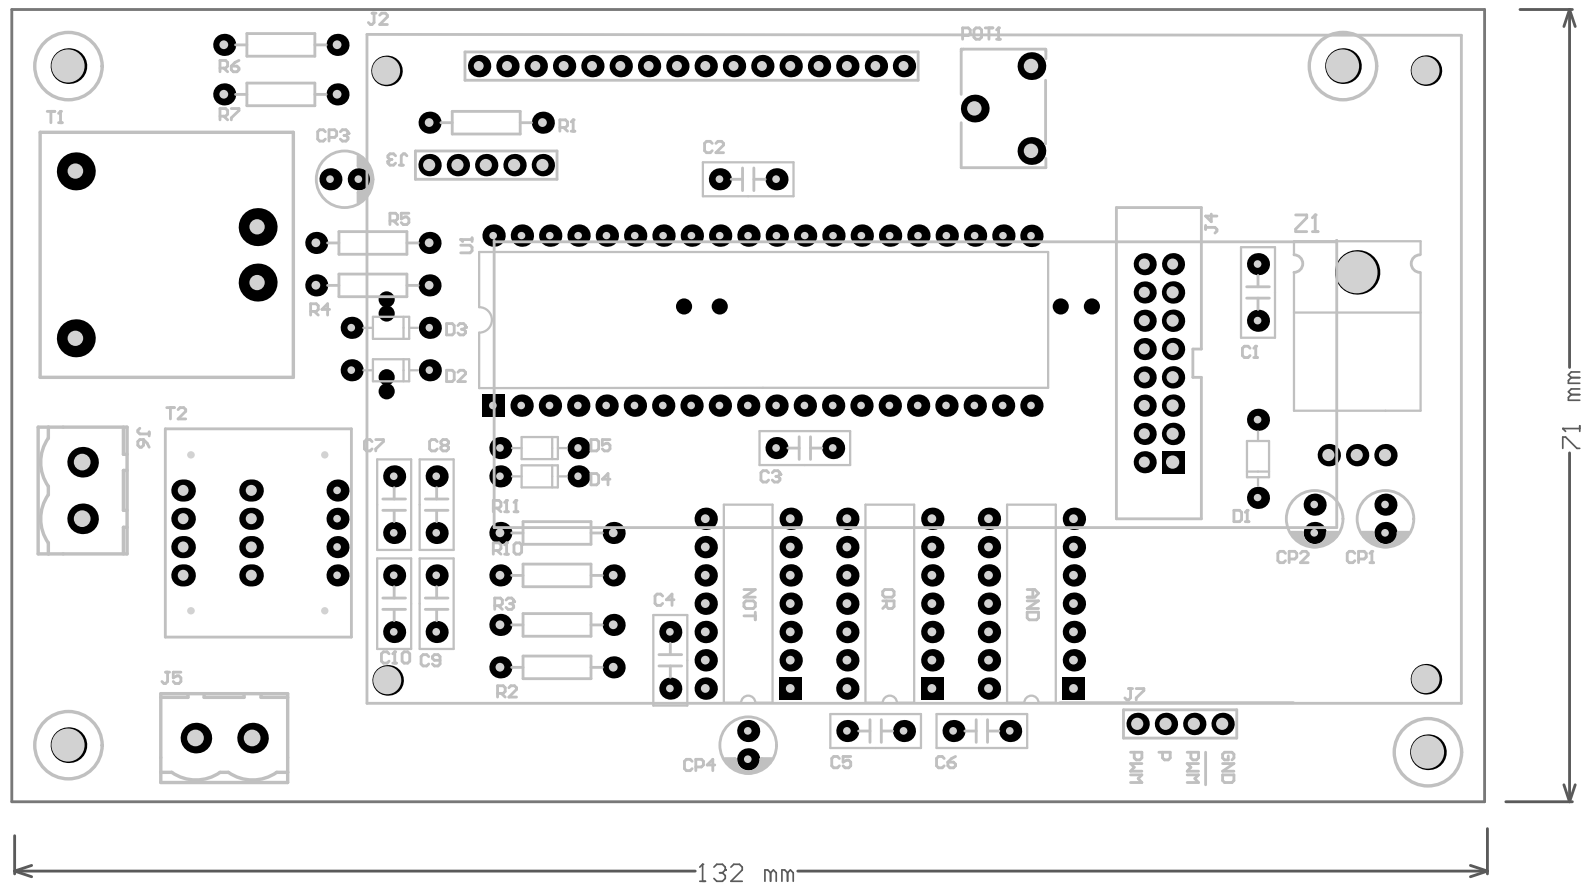 J2
POT1
R6
T1
R7
CP3
R1
J3
C2
R5
U1
J4
Z1
R4
D3
D2
C1
71 mm
T2
J6
C7
C8
D5
D4
C3
R11
R10
D1
CP2
CP1
NOT
OR
AND
R3
C4
C10
C9
R2
J5
J7
CP4
C5
C6
PWM
P
PWM
GND
132 mm